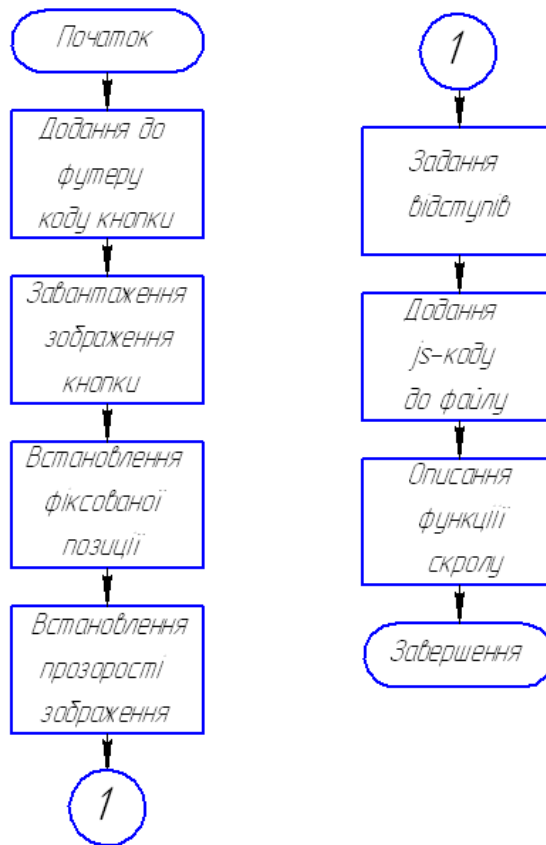 Початок
Додання до
футеру
коду кнопки
Завантаження
зображення
кнопки
Встановлення
фіксованої
позиції
Встановлення
прозорості
зображення
1
1
Задання
відступів
Додання
js-коду
до файлу
Описання
функціїї
скролу
Завершення